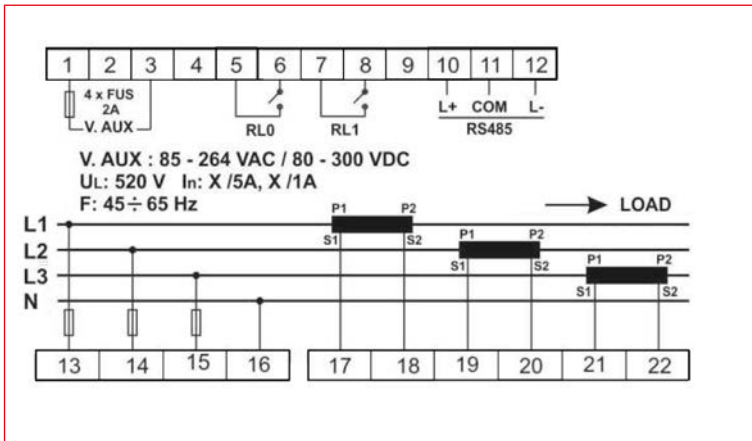 1 2 3 4 5 6 7 8 9 10 11 12
4 x FUS
2A
V. AUX
RL0
RL1
L+ COM L-
RS485
V. AUX : 85 - 264 VAC / 80 - 300 VDC
UL: 520 V In: X /5A, X /1A
F: 45÷ 65 Hz
LOAD
L1
P1 P2
S1 S2
L2
P1 P2
S1 S2
L3
P1 P2
S1 S2
N
13 14 15 16 17 18 19 20 21 22